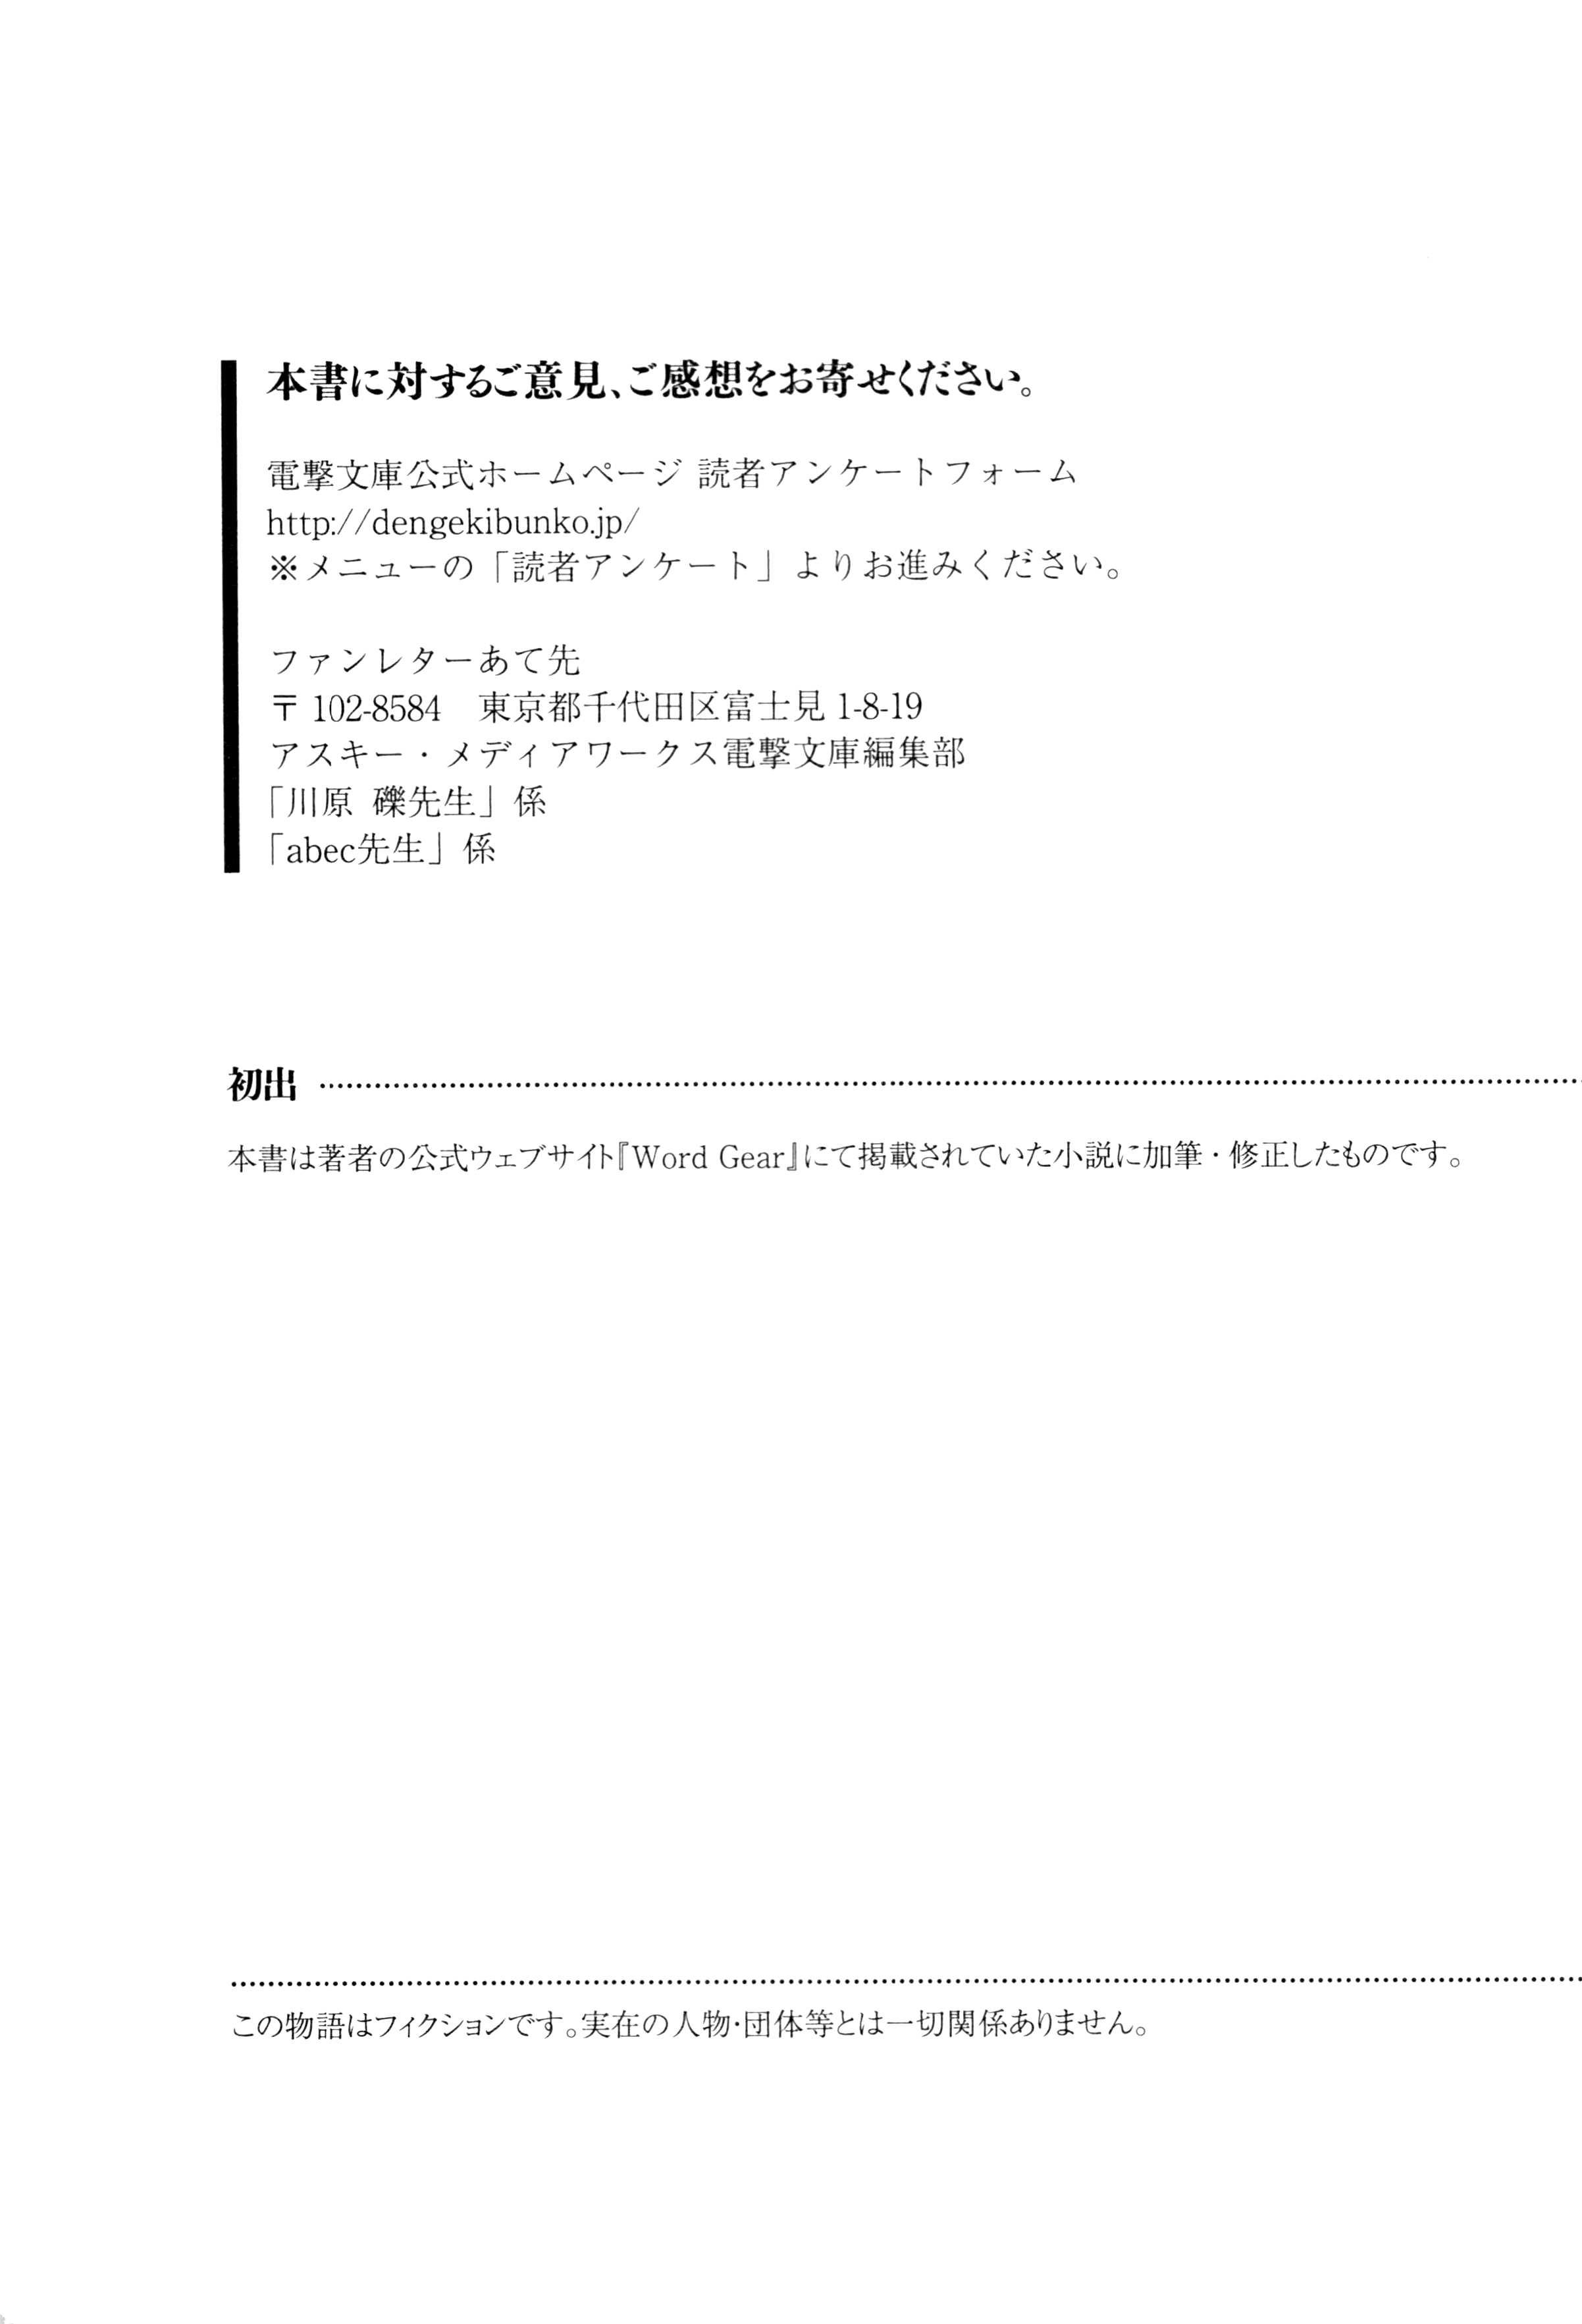 本書に対するご意見、ご感想をお寄せください。
電撃文庫公式ホームページ 読者アンケートフォーム
http://dengekibunko.jp/
※メニューの「読者アンケート」よりお進みください。
ファンレターあて先
〒 102-8584　東京都千代田区富士見 1-8-19
アスキー・メディアワークス電撃文庫編集部
「川原 礫先生」係
「abec先生」係
初出
本書は著者の公式ウェブサイト『Word Gear』にて掲載されていた小説に加筆・修正したものです。
この物語はフィクションです。実在の人物・団体等とは一切関係ありません。